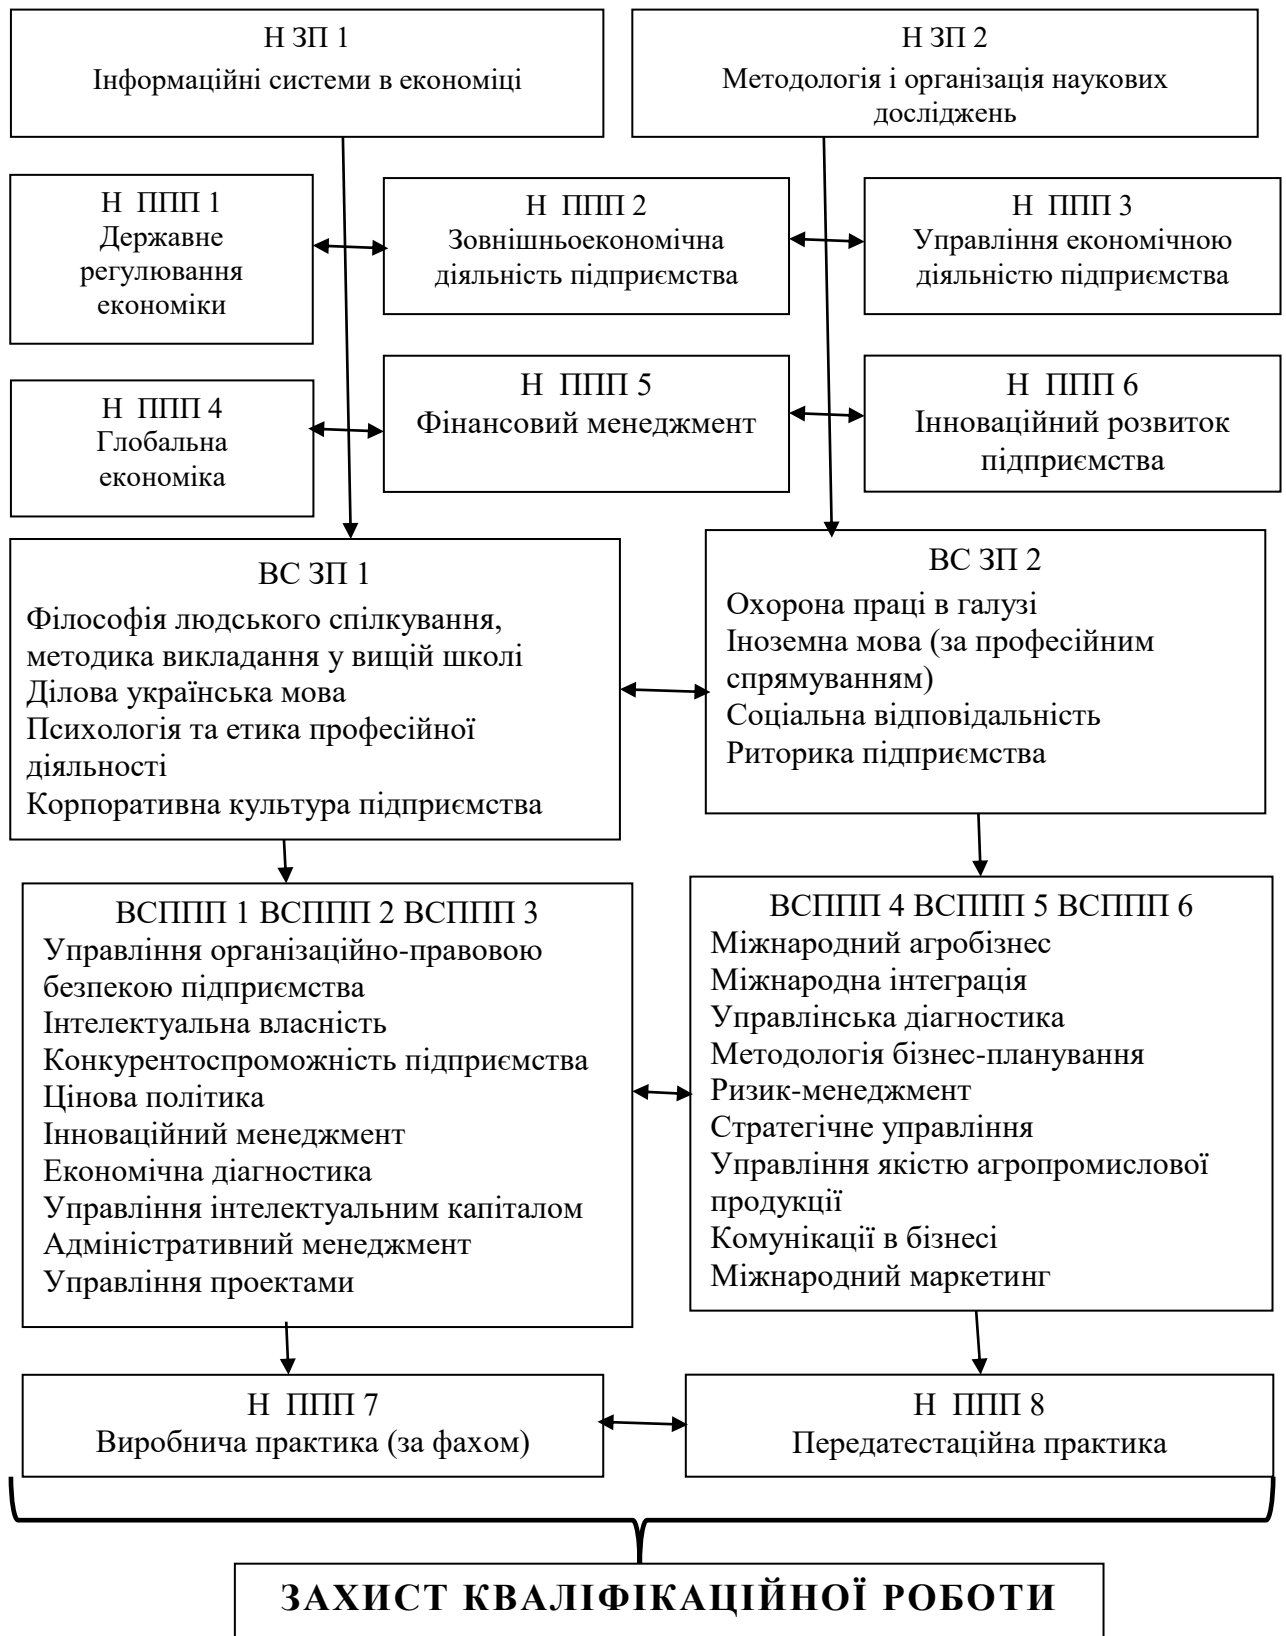 Н ЗП 1
Інформаційні системи в економіці
Н ЗП 2
Методологія і організація наукових
досліджень
Н ППП 1
Державне
регулювання
економіки
Н ППП 2
Зовнішньоекономічна
діяльність підприємства
Н ППП 3
Управління економічною
діяльністю підприємства
Н ППП 4
Глобальна
економіка
Н ППП 5
Фінансовий менеджмент
Н ППП 6
Інноваційний розвиток
підприємства
ВС ЗП 1
Філософія людського спілкування,
методика викладання у вищій школі
Ділова українська мова
Психологія та етика професійної
діяльності
Корпоративна культура підприємства
ВС ЗП 2
Охорона праці в галузі
Іноземна мова (за професійним
спрямуванням)
Соціальна відповідальність
Риторика підприємства
ВСППП 1 ВСППП 2 ВСППП 3
Управління організаційно-правовою
безпекою підприємства
Інтелектуальна власність
Конкурентоспроможність підприємства
Цінова політика
Інноваційний менеджмент
Економічна діагностика
Управління інтелектуальним капіталом
Адміністративний менеджмент
Управління проектами
ВСППП 4 ВСППП 5 ВСППП 6
Міжнародний агробізнес
Міжнародна інтеграція
Управлінська діагностика
Методологія бізнес-планування
Ризик-менеджмент
Стратегічне управління
Управління якістю агропромислової
продукції
Комунікації в бізнесі
Міжнародний маркетинг
Н ППП 7
Виробнича практика (за фахом)
Н ППП 8
Передатестаційна практика
ЗАХИСТ КВАЛІФІКАЦІЙНОЇ РОБОТИ